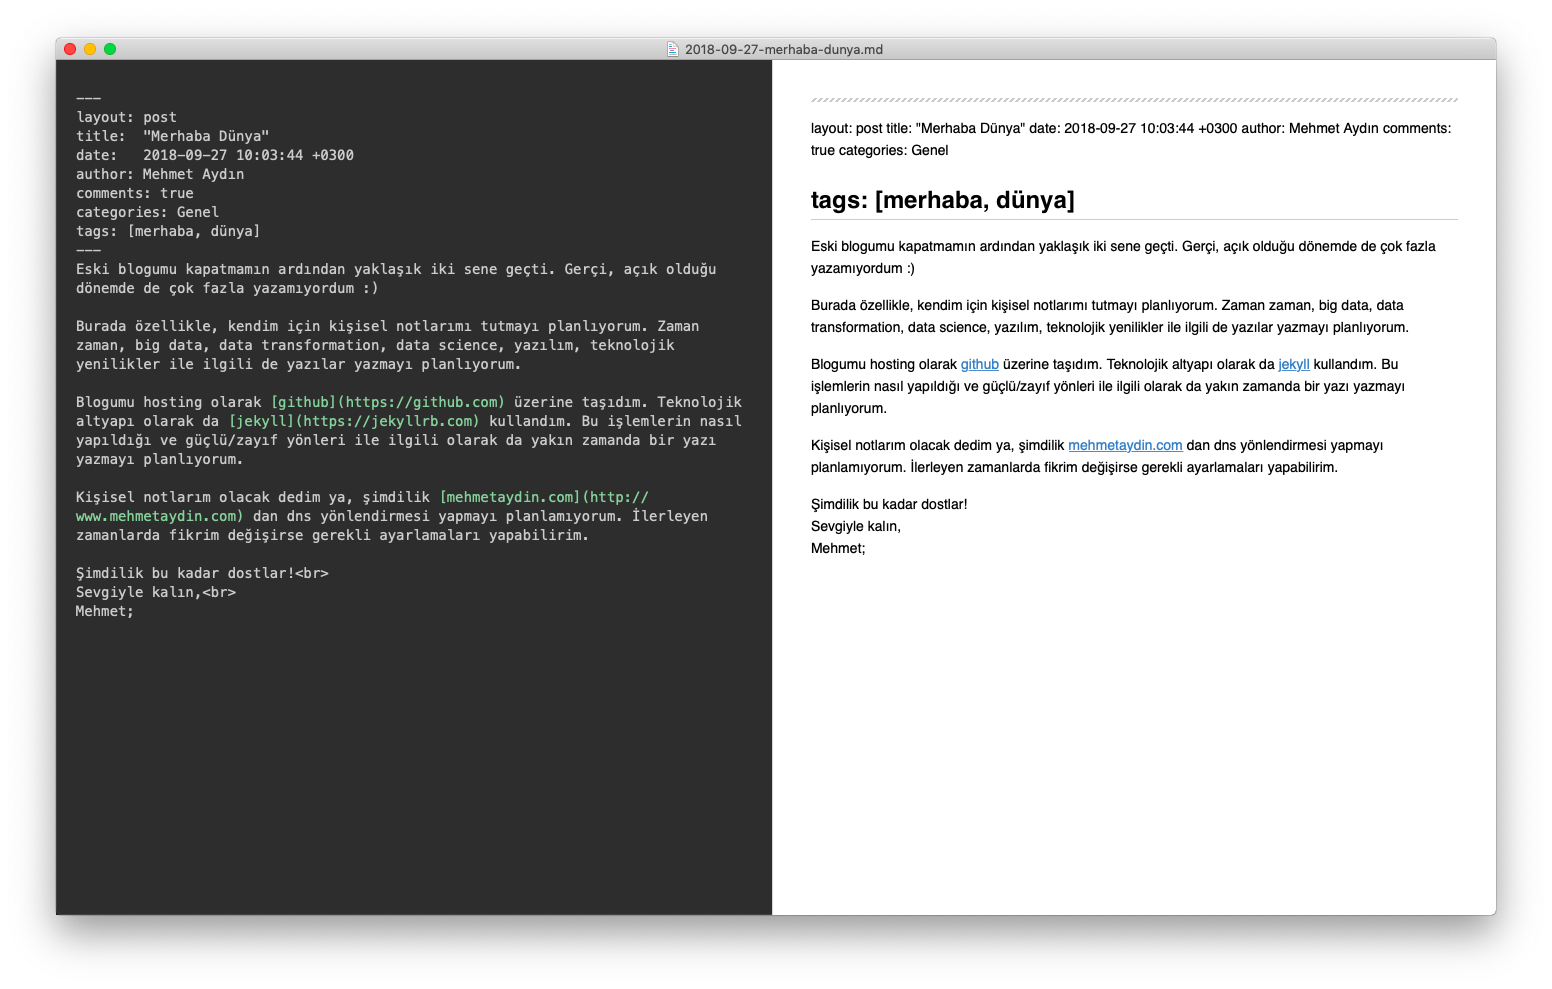 2018-09-27-merhaba-dunya.md
---
layout: post
title:  "Merhaba Dünya"
date:   2018-09-27 10:03:44 +0300
author: Mehmet Aydın
comments: true
categories: Genel
tags: [merhaba, dünya]
---
Eski blogumu kapatmamın ardından yaklaşık iki sene geçti. Gerçi, açık olduğu
dönemde de çok fazla yazamıyordum :)
Burada özellikle, kendim için kişisel notlarımı tutmayı planlıyorum. Zaman
zaman, big data, data transformation, data science, yazılım, teknolojik
yenilikler ile ilgili de yazılar yazmayı planlıyorum.
Blogumu hosting olarak [github](https://github.com) üzerine taşıdım. Teknolojik
altyapı olarak da [jekyll](https://jekyllrb.com) kullandım. Bu işlemlerin nasıl
yapıldığı ve güçlü/zayıf yönleri ile ilgili olarak da yakın zamanda bir yazı
yazmayı planlıyorum.
Kişisel notlarım olacak dedim ya, şimdilik [mehmetaydin.com](http://
www.mehmetaydin.com) dan dns yönlendirmesi yapmayı planlamıyorum. İlerleyen
zamanlarda fikrim değişirse gerekli ayarlamaları yapabilirim.
Şimdilik bu kadar dostlar!<br>
Sevgiyle kalın,<br>
Mehmet;
layout: post title: "Merhaba Dünya" date: 2018-09-27 10:03:44 +0300 author: Mehmet Aydın comments:
true categories: Genel
tags: [merhaba, dünya]
Eski blogumu kapatmamın ardından yaklaşık iki sene geçti. Gerçi, açık olduğu dönemde de çok fazla
yazamıyordum :)
Burada özellikle, kendim için kişisel notlarımı tutmayı planlıyorum. Zaman zaman, big data, data
transformation, data science, yazılım, teknolojik yenilikler ile ilgili de yazılar yazmayı planlıyorum.
Blogumu hosting olarak github üzerine taşıdım. Teknolojik altyapı olarak da jekyll kullandım. Bu
işlemlerin nasıl yapıldığı ve güçlü/zayıf yönleri ile ilgili olarak da yakın zamanda bir yazı yazmayı
planlıyorum.
Kişisel notlarım olacak dedim ya, şimdilik mehmetaydin.com dan dns yönlendirmesi yapmayı
planlamıyorum. İlerleyen zamanlarda fikrim değişirse gerekli ayarlamaları yapabilirim.
Şimdilik bu kadar dostlar!
Sevgiyle kalın,
Mehmet;